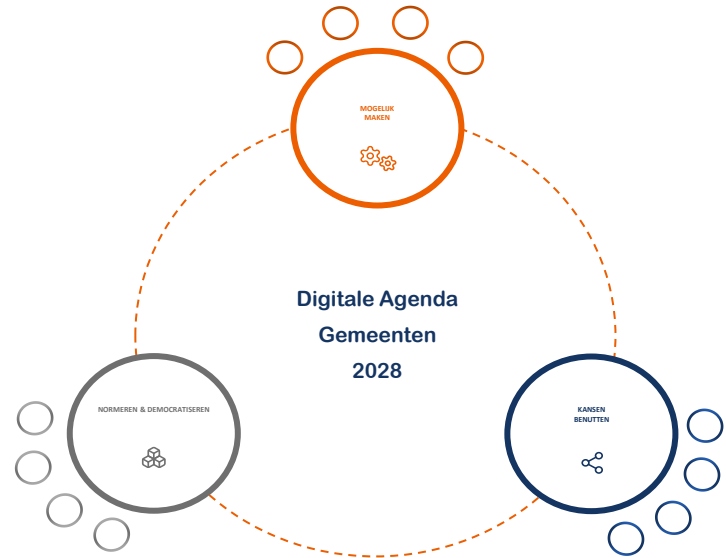 MOGELIJK
MAKEN
Digitale Agenda
Gemeenten
2028
NORMEREN & DEMOCRATISEREN
KANSEN
BENUTTEN